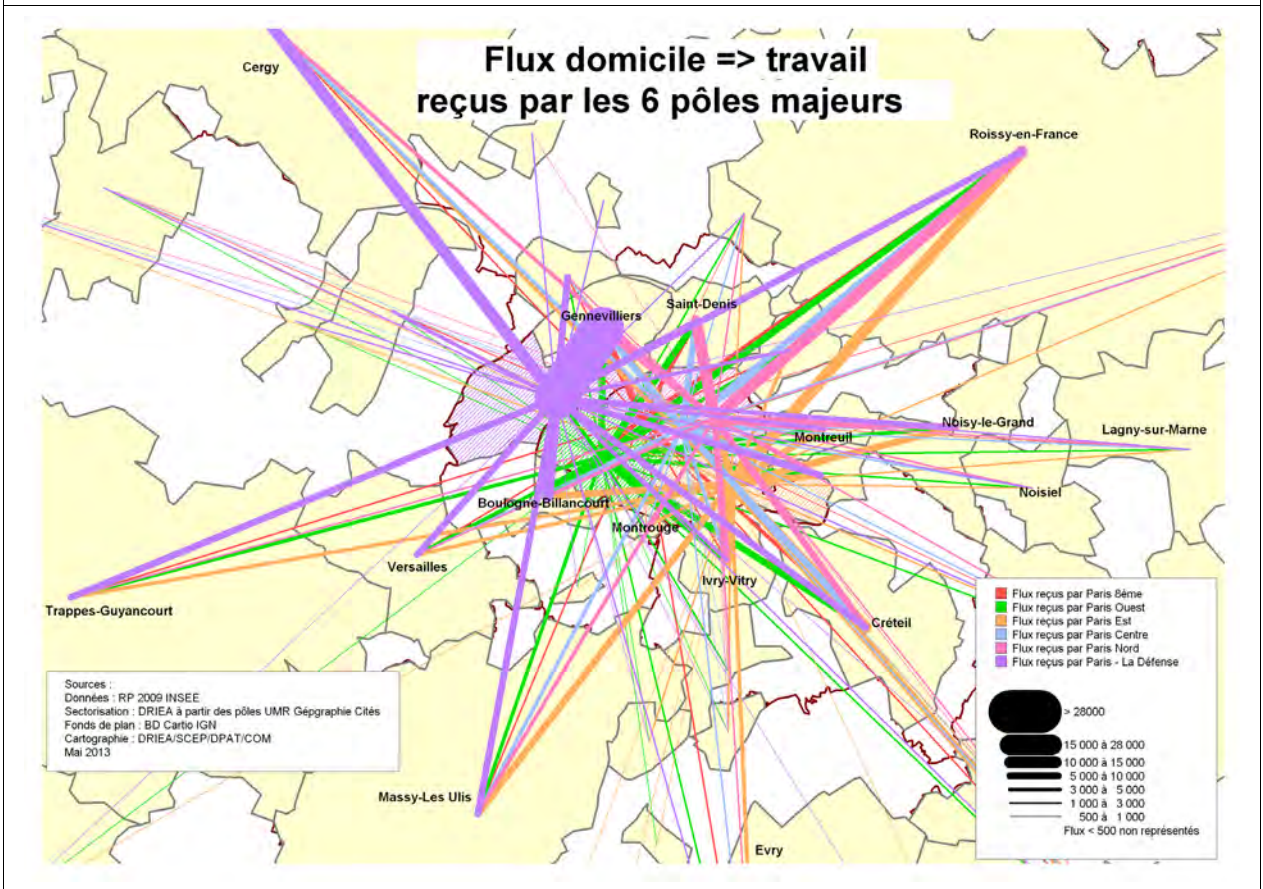 Flux domicile => travail
reçus par les 6 pôles majeurs
Cergy
Roissy-en-France
Saint-Denis
Gennevilliers
Noisy-le-Grand
Lagny-sur-Marne
Montreuil
Noisiel
Boulogne-Billancourt
Montrouge
Versailles
Ivry-Vitry
Trappes-Guyancourt
Créteil
Massy-Les Ulis
Evry
Flux reçus par Paris 8ème
Flux reçus par Paris Ouest
Flux reçus par Paris Est
Flux reçus par Paris Centre
Flux reçus par Paris Nord
Flux reçus par Paris - La Défense
> 28000
15 000 à 28 000
10 000 à 15 000
5 000 à 10 000
3 000 à 5 000
1 000 à 3 000
500 à 1 000
Flux < 500 non représentés
Sources :
Données : RP 2009 INSEE
Sectorisation : DRIEA à partir des pôles UMR Gépgraphie Cités
Fonds de plan : BD Cartio IGN
Cartographie : DRIEA/SCEP/DPAT/COM
Mai 2013